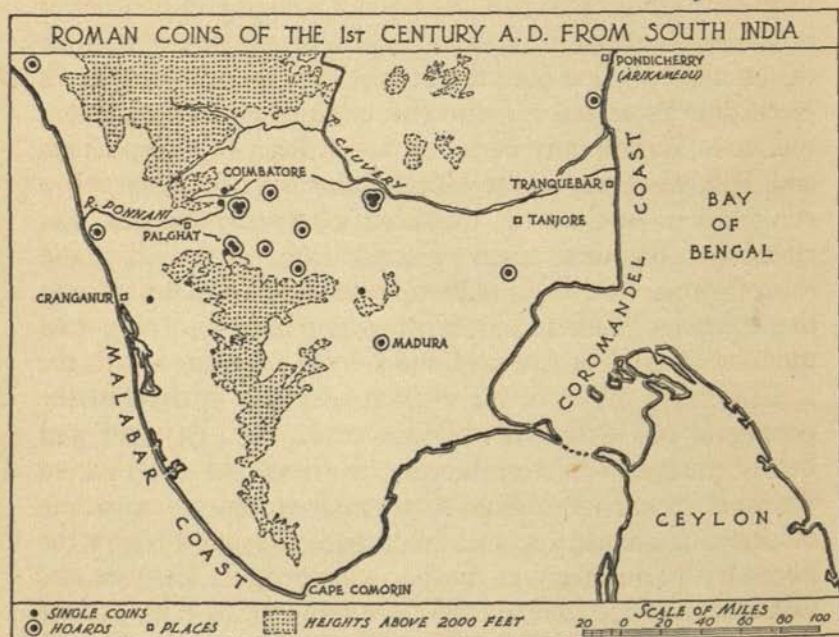 ROMAN COINS OF THE 1ST CENTURY A.D. FROM SOUTH INDIA
PONDICHERRY
(ARIKAMEDU)
R. CAUVERY
COIMBATORE
TRANQUEBAR
COAST
BAY
OF
BENGAL
R. PONNANI
TANJORE
PALGHAT
CRANGANUR
MADURA
COROMANDEL
MALABAR
COAST
CEYLON
CAPE COMORIN
SINGLE COINS
HOARDS
PLACES
HEIGHTS ABOVE 2000 FEET
SCALE OF MILES
20 0 20 40 60 80 100